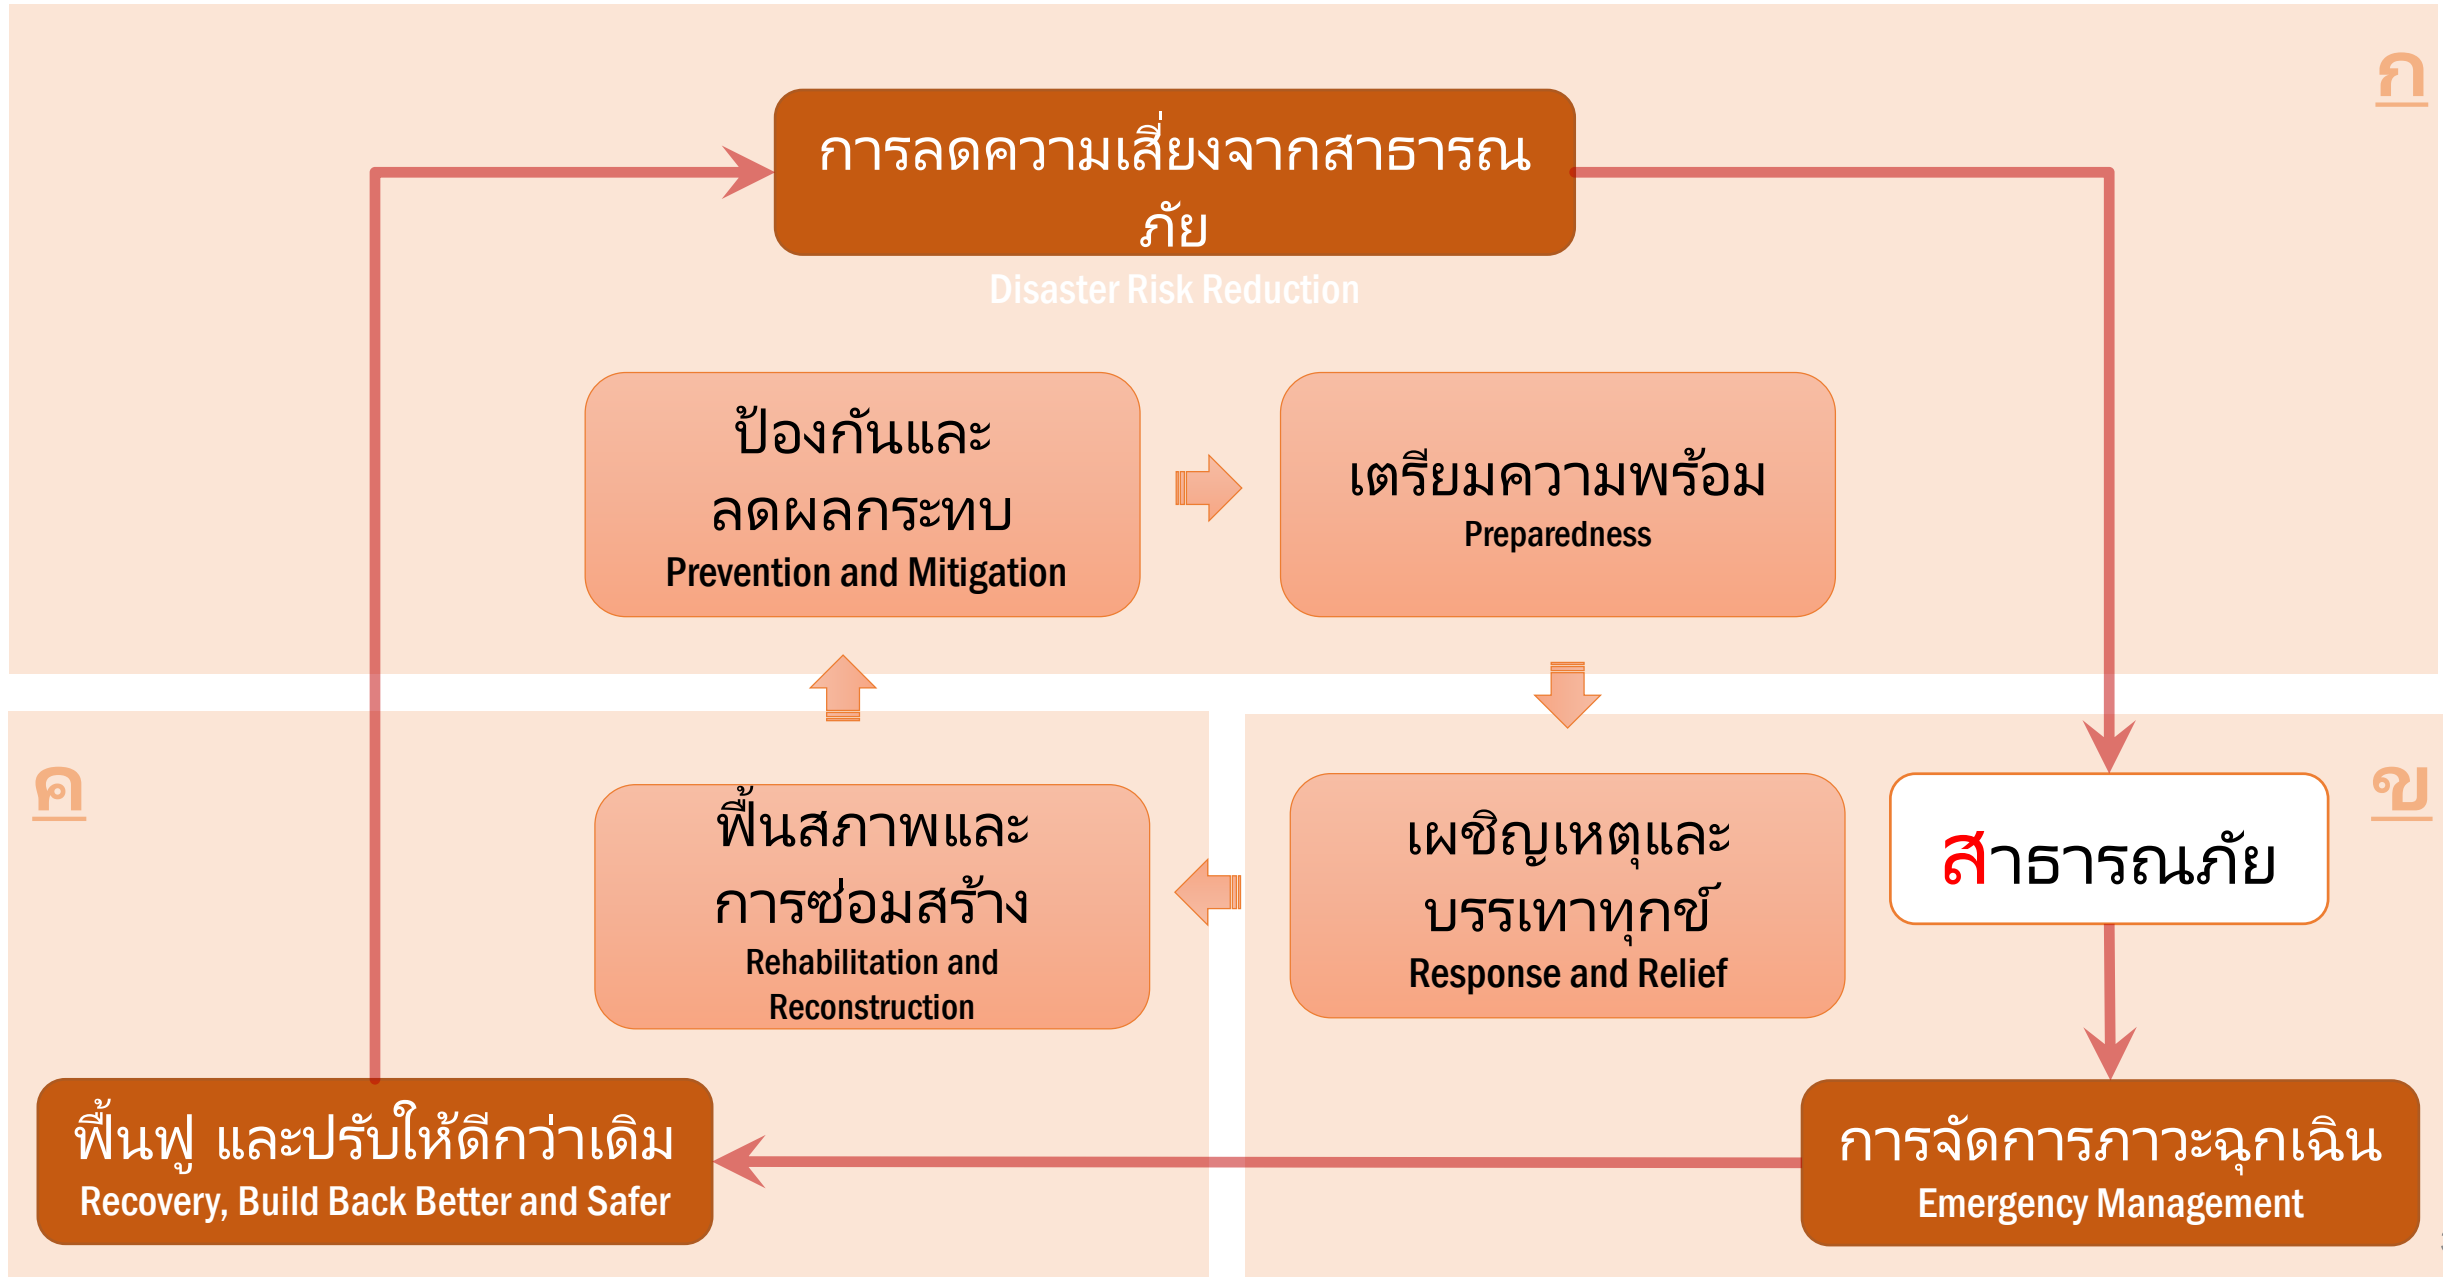 ก
การลดความเสี่ยงจากสาธารณ
ภัย
Disaster Risk Reduction
ป้องกันและ
ลดผลกระทบ
Prevention and Mitigation
เตรียมความพร้อม
Preparedness
ค
ฟื้นสภาพและ
การซ่อมสร้าง
Rehabilitation and
Reconstruction
เผชิญเหตุและ
บรรเทาทุกข์
Response and Relief
ข
สาธารณภัย
ฟื้นฟู และปรับให้ดีกว่าเดิม
Recovery, Build Back Better and Safer
การจัดการภาวะฉุกเฉิน
Emergency Management